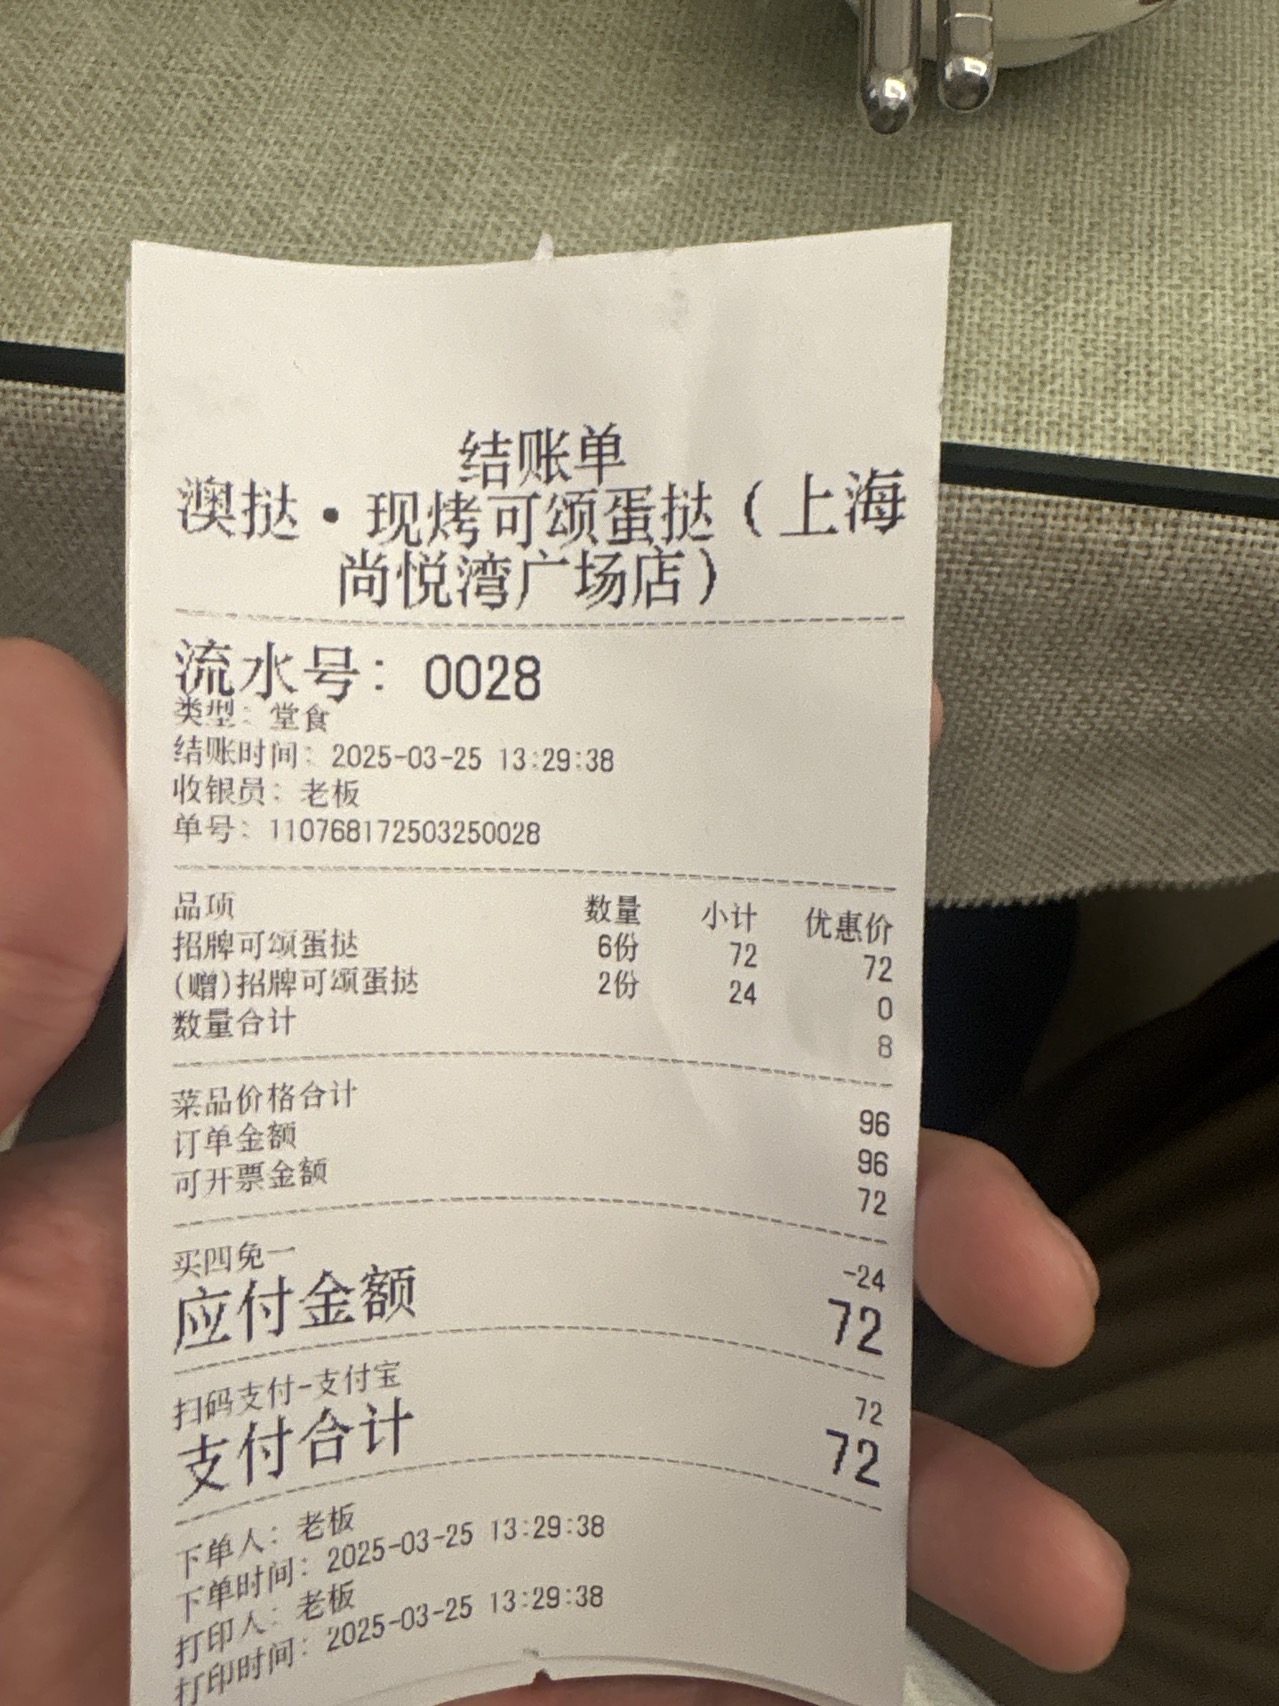 结账单
澳挞·现烤可颂蛋挞(上海
尚悦湾广场店)
流水号: 0028
类型: 堂食
结账时间: 2025-03-25 13:29:38
收银员: 老板
单号: 110768172503250028
品项 数量 小计 优惠价
招牌可颂蛋挞 6份 72 72
(赠)招牌可颂蛋挞 2份 24 0
数量合计 8
菜品价格合计 96
订单金额 96
可开票金额 72
买四免一 -24
应付金额 72
扫码支付-支付宝 72
支付合计 72
下单人: 老板
下单时间: 2025-03-25 13:29:38
打印人: 老板
打印时间: 2025-03-25 13:29:38